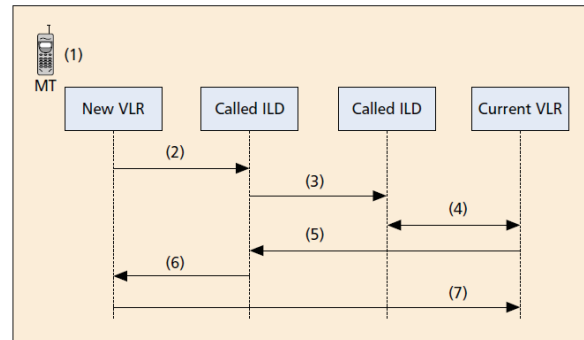 (1)
MT
New VLR
Called ILD
Called ILD
Current VLR
(2)
(3)
(4)
(5)
(6)
(7)